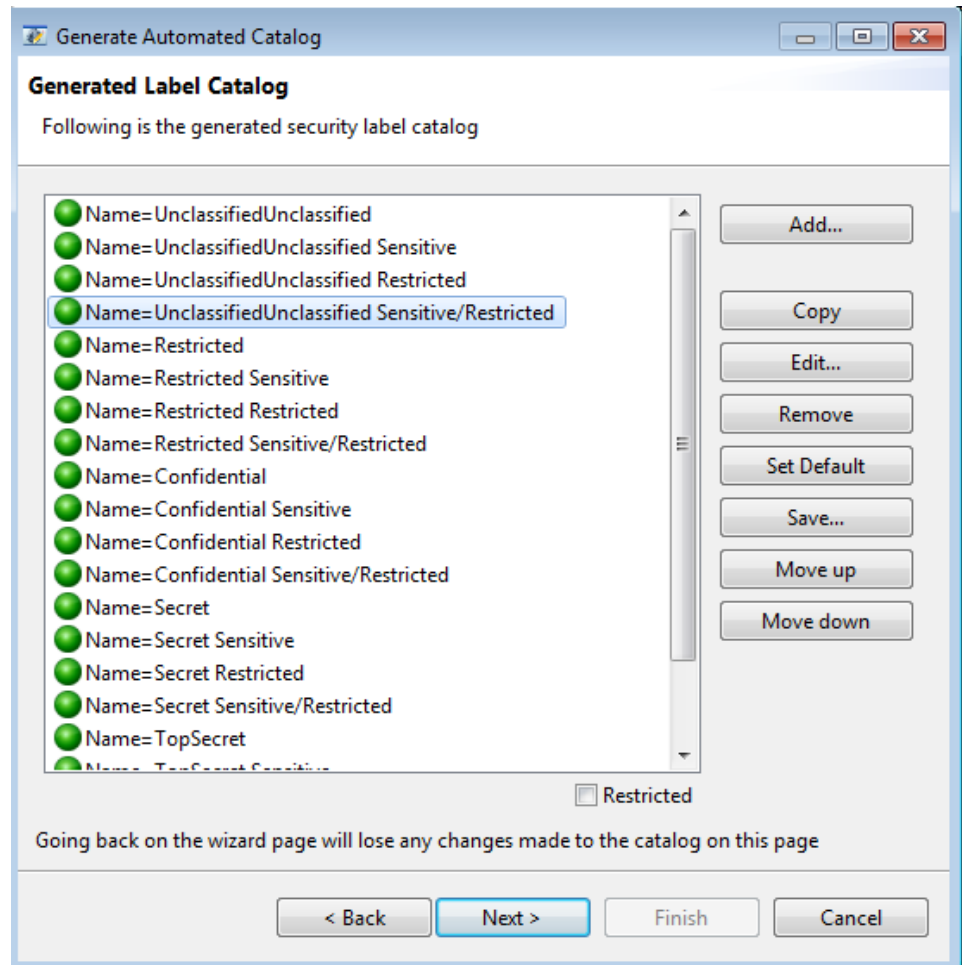 Generate Automated Catalog
Generated Label Catalog
Following is the generated security label catalog
Name=UnclassifiedUnclassified
Name=UnclassifiedUnclassified Sensitive
Name=UnclassifiedUnclassified Restricted
Name=UnclassifiedUnclassified Sensitive/Restricted
Name=Restricted
Name=Restricted Sensitive
Name=Restricted Restricted
Name=Restricted Sensitive/Restricted
Name=Confidential
Name=Confidential Sensitive
Name=Confidential Restricted
Name=Confidential Sensitive/Restricted
Name=Secret
Name=Secret Sensitive
Name=Secret Restricted
Name=Secret Sensitive/Restricted
Name=TopSecret
Name=TopSecret Sensitive
Add...
Copy
Edit...
Remove
Set Default
Save...
Move up
Move down
Restricted
Going back on the wizard page will lose any changes made to the catalog on this page
< Back
Next >
Finish
Cancel